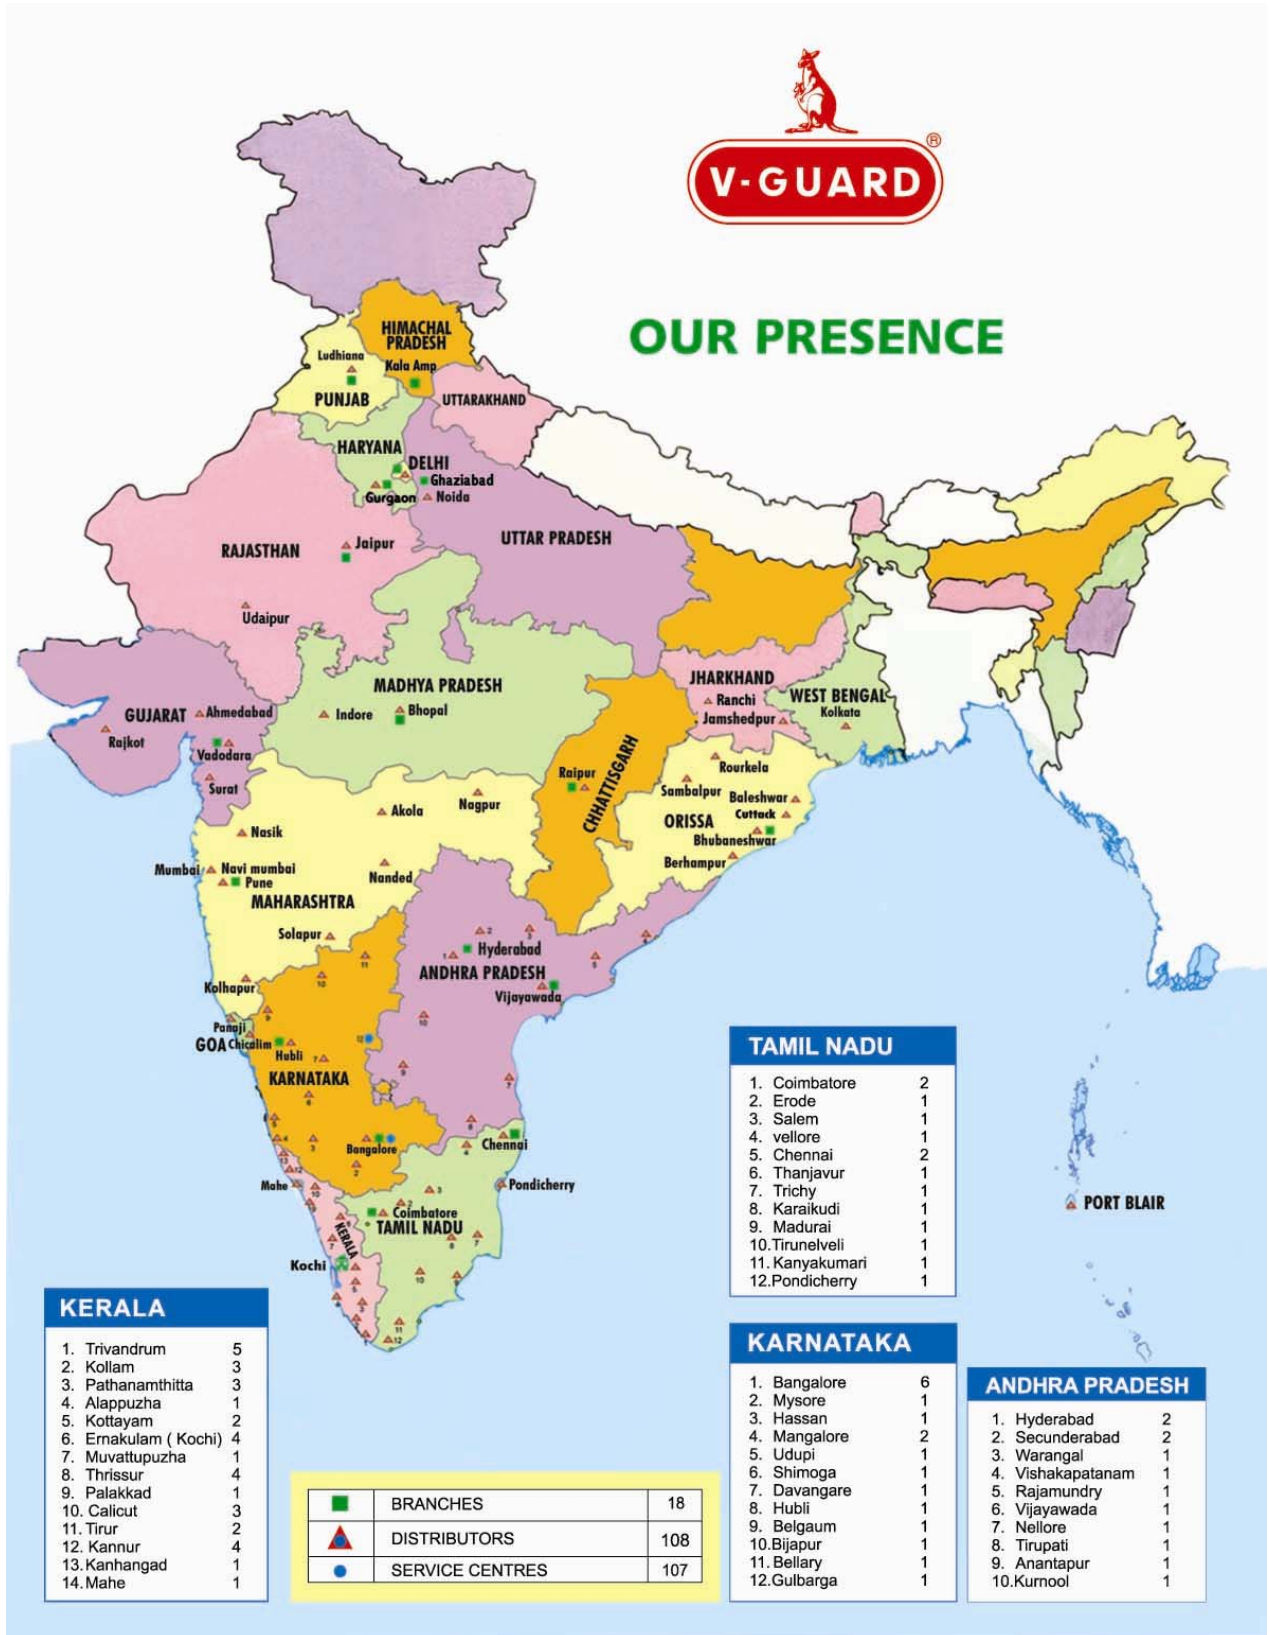 ®
V-GUARD
OUR PRESENCE
HIMACHAL
PRADESH
Kala Amp
Ludhiana
PUNJAB
UTTARAKHAND
HARYANA
DELHI
Ghaziabad
Gurgaon
Noida
UTTAR PRADESH
RAJASTHAN
Jaipur
Udaipur
MADHYA PRADESH
Indore
Bhopal
GUJARAT
Ahmedabad
Rajkot
Vadodara
Surat
JHARKHAND
Ranchi
Jamshedpur
WEST BENGAL
Kolkata
CHHATTISGARH
Raipur
Rourkela
Sambalpur
Baleshwar
Cuttack
ORISSA
Bhubaneshwar
Berhampur
Nagpur
Akola
Nasik
Mumbai
Navi mumbai
Pune
Nanded
MAHARASHTRA
Solapur
Kolhapur
Hyderabad
ANDHRA PRADESH
Vijayawada
Panaji
GOA
Chicalim
Hubli
KARNATAKA
Bangalore
Chennai
Mahe
Pondicherry
Coimbatore
TAMIL NADU
KERALA
Kochi
PORT BLAIR
TAMIL NADU
1. Coimbatore 2
2. Erode 1
3. Salem 1
4. vellore 1
5. Chennai 2
6. Thanjavur 1
7. Trichy 1
8. Karaikudi 1
9. Madurai 1
10.Tirunelveli 1
11. Kanyakumari 1
12.Pondicherry 1
KERALA
1. Trivandrum 5
2. Kollam 3
3. Pathanamthitta 3
4. Alappuzha 1
5. Kottayam 2
6. Ernakulam ( Kochi) 4
7. Muvattupuzha 1
8. Thrissur 4
9. Palakkad 1
10. Calicut 3
11. Tirur 2
12. Kannur 4
13.Kanhangad 1
14.Mahe 1
KARNATAKA
1. Bangalore 6
2. Mysore 1
3. Hassan 1
4. Mangalore 2
5. Udupi 1
6. Shimoga 1
7. Davangare 1
8. Hubli 1
9. Belgaum 1
10.Bijapur 1
11. Bellary 1
12.Gulbarga 1
ANDHRA PRADESH
1. Hyderabad 2
2. Secunderabad 2
3. Warangal 1
4. Vishakapatanam 1
5. Rajamundry 1
6. Vijayawada 1
7. Nellore 1
8. Tirupati 1
9. Anantapur 1
10.Kurnool 1
BRANCHES 18
DISTRIBUTORS 108
SERVICE CENTRES 107